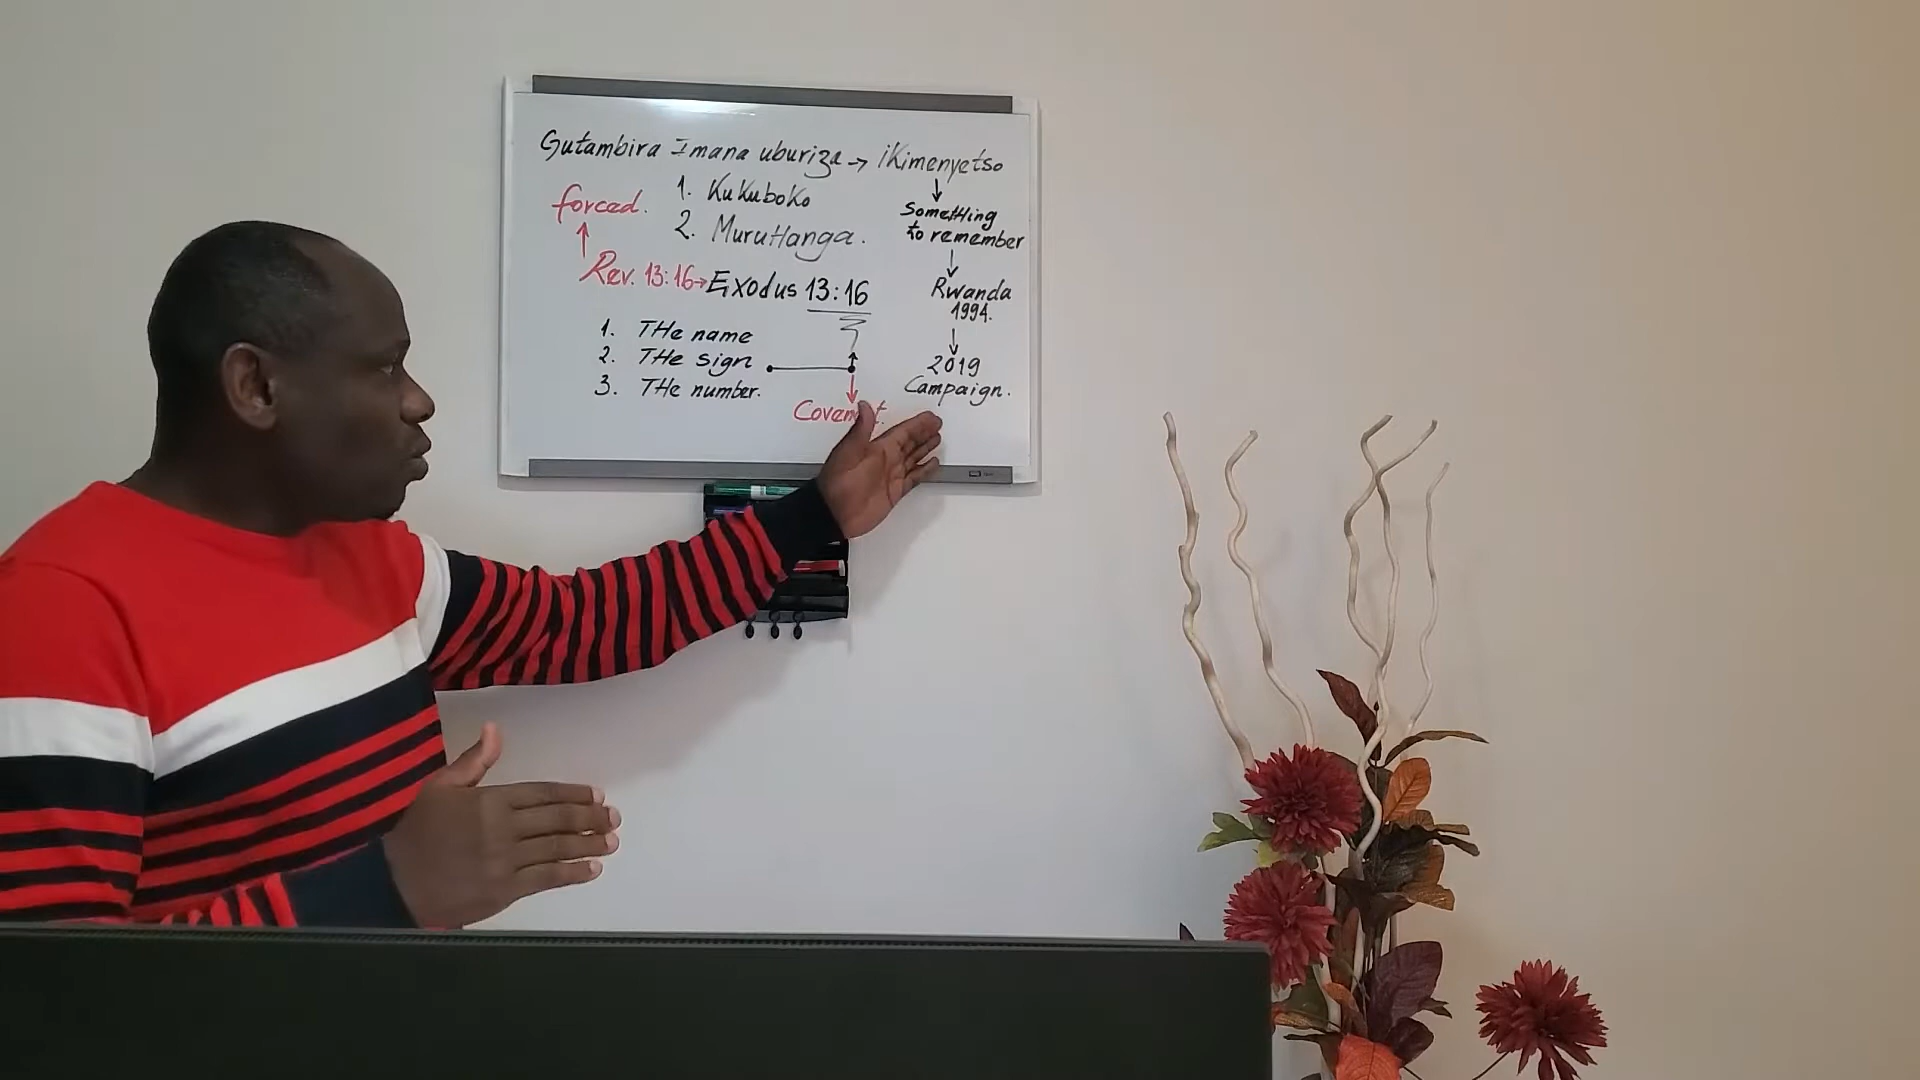 Gutambira Imana uburiza → ikimenyetso
1. Kukuboko
2. Muruhanga.
forced.
Rev. 13:16 → Exodus 13:16
1. THe name
2. THe sign
3. THe number.
Something
to remember
Rwanda
1994.
2019
Campaign.